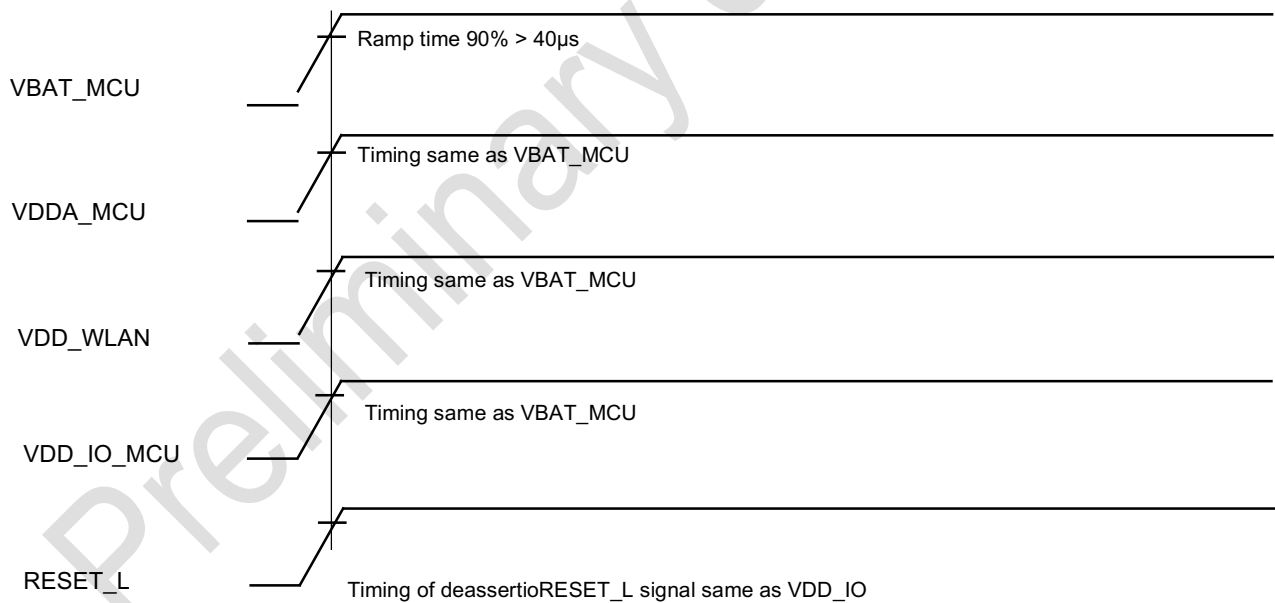 Ramp time 90% > 40µs
VBAT_MCU
Timing same as VBAT_MCU
VDDA_MCU
Timing same as VBAT_MCU
VDD_WLAN
Timing same as VBAT_MCU
VDD_IO_MCU
RESET_L
Timing of deassertioRESET_L signal same as VDD_IO
Preliminary